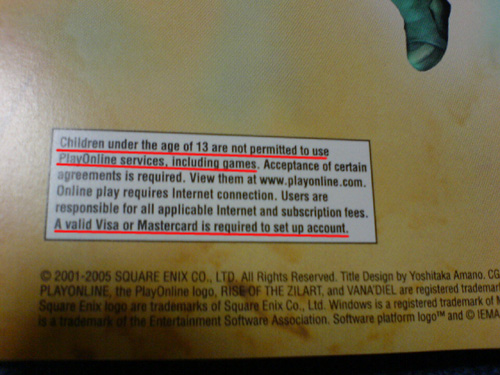 Children under the age of 13 are not permitted to use
PlayOnline services, including games. Acceptance of certain
agreements is required. View them at www.playonline.com.
Online play requires Internet connection. Users are
responsible for all applicable Internet and subscription fees.
A valid Visa or Mastercard is required to set up account.
© 2001-2005 SQUARE ENIX CO., LTD. All Rights Reserved. Title Design by Yoshitaka Amano. CG
PLAYONLINE, the PlayOnline logo, RISE OF THE ZILART, and VANA'DIEL are registered trademar
Square Enix logo are trademarks of Square Enix Co., Ltd. Windows is a registered trademark of M
is a trademark of the Entertainment Software Association. Software platform logo™ and © IEMA